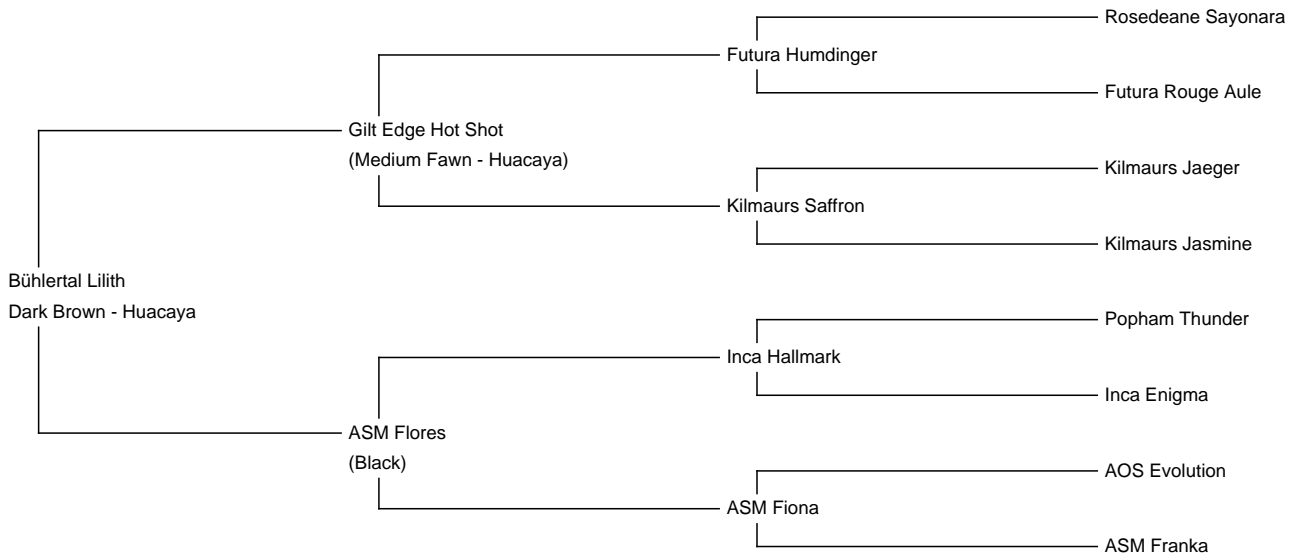 Rosedeane Sayonara
Futura Humdinger
Futura Rouge Aule
Gilt Edge Hot Shot
(Medium Fawn - Huacaya)
Kilmaurs Jaeger
Kilmaurs Saffron
Kilmaurs Jasmine
Bühlertal Lilith
Dark Brown - Huacaya
Popham Thunder
Inca Hallmark
Inca Enigma
ASM Flores
(Black)
AOS Evolution
ASM Fiona
ASM Franka